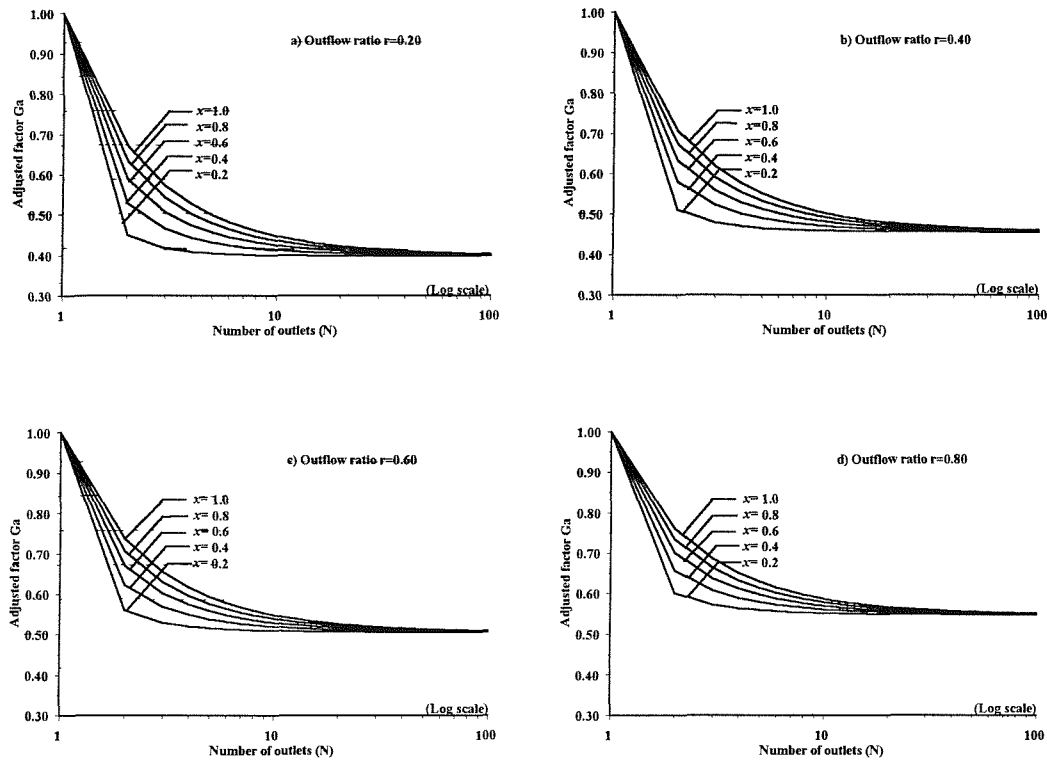 a) Outflow ratio r=0.20
Adjusted factor Ga
1.00
0.90
0.80
0.70
0.60
0.50
0.40
0.30
x=1.0
x=0.8
x=0.6
x=0.4
x=0.2
(Log scale)
1
10
100
Number of outlets (N)
b) Outflow ratio r=0.40
Adjusted factor Ga
1.00
0.90
0.80
0.70
0.60
0.50
0.40
0.30
x=1.0
x=0.8
x=0.6
x=0.4
x=0.2
(Log scale)
1
10
100
Number of outlets (N)
c) Outflow ratio r=0.60
Adjusted factor Ga
1.00
0.90
0.80
0.70
0.60
0.50
0.40
0.30
x= 1.0
x= 0.8
x= 0.6
x= 0.4
x= 0.2
(Log scale)
1
10
100
Number of outlets (N)
d) Outflow ratio r=0.80
Adjusted factor Ga
1.00
0.90
0.80
0.70
0.60
0.50
0.40
0.30
x= 1.0
x= 0.8
x= 0.6
x= 0.4
x= 0.2
(Log scale)
1
10
100
Number of outlets (N)